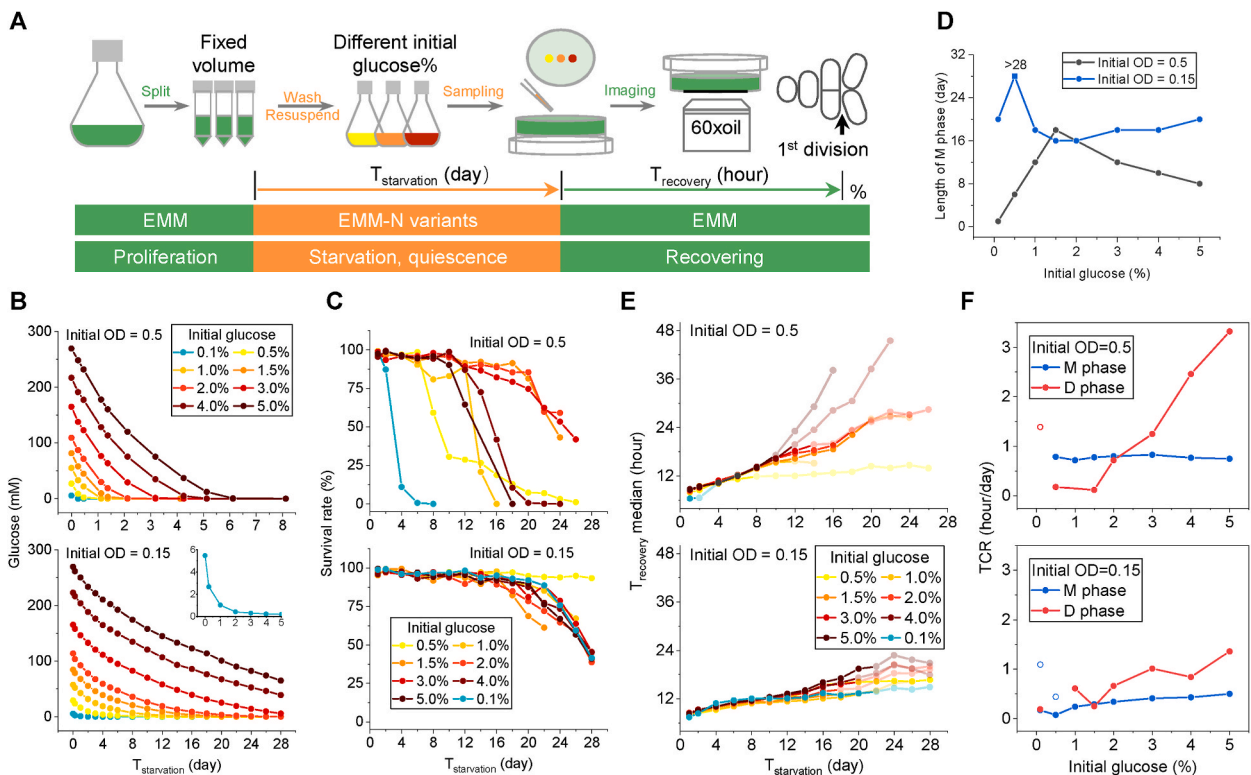 A
Fixed
volume
Different initial
glucose%
Split
Wash
Resuspend
Sampling
Imaging
60xoil
1st division
Tstarvation (day)
Trecovery (hour)
%
EMM
EMM-N variants
EMM
Proliferation
Starvation, quiescence
Recovering
D
Length of M phase (day)
32
24
16
8
0
>28
Initial OD = 0.5
Initial OD = 0.15
0 1 2 3 4 5
Initial glucose (%)
B
Glucose (mM)
300
200
100
0
Initial OD = 0.5
Initial glucose
0.1% 0.5%
1.0% 1.5%
2.0% 3.0%
4.0% 5.0%
0 1 2 3 4 5 6 7 8
300
200
100
0
Initial OD = 0.15
6
4
2
0
0 1 2 3 4 5
0 4 8 12 16 20 24 28
Tstarvation (day)
C
Survival rate (%)
100
75
50
25
0
Initial OD = 0.5
0 4 8 12 16 20 24 28
100
75
50
25
0
Initial OD = 0.15
Initial glucose
0.5% 1.0%
1.5% 2.0%
3.0% 4.0%
5.0% 0.1%
0 4 8 12 16 20 24 28
Tstarvation (day)
E
Trecovery median (hour)
48
36
24
12
Initial OD = 0.5
0 4 8 12 16 20 24 28
48
36
24
12
0
Initial OD = 0.15
Initial glucose
0.5% 1.0%
1.5% 2.0%
3.0% 4.0%
5.0% 0.1%
0 4 8 12 16 20 24 28
Tstarvation (day)
F
TCR (hour/day)
3
2
1
0
Initial OD=0.5
M phase
D phase
0 1 2 3 4 5
3
2
1
0
Initial OD=0.15
M phase
D phase
0 1 2 3 4 5
Initial glucose (%)